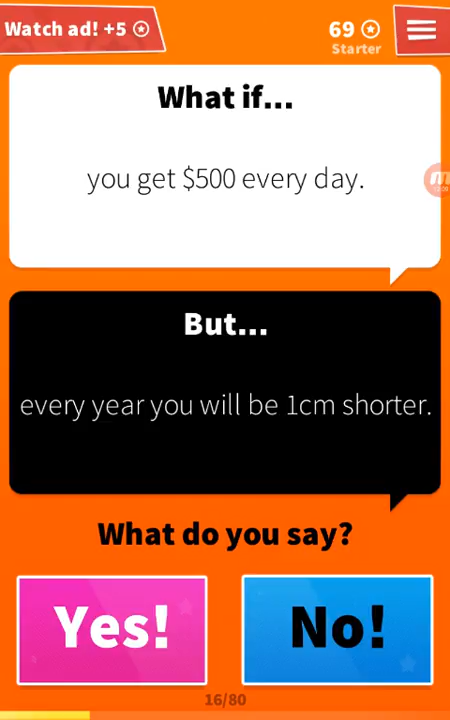 Watch ad! +5
69
Starter
What if...
you get $500 every day.
But...
every year you will be 1cm shorter.
What do you say?
Yes!
No!
16/80